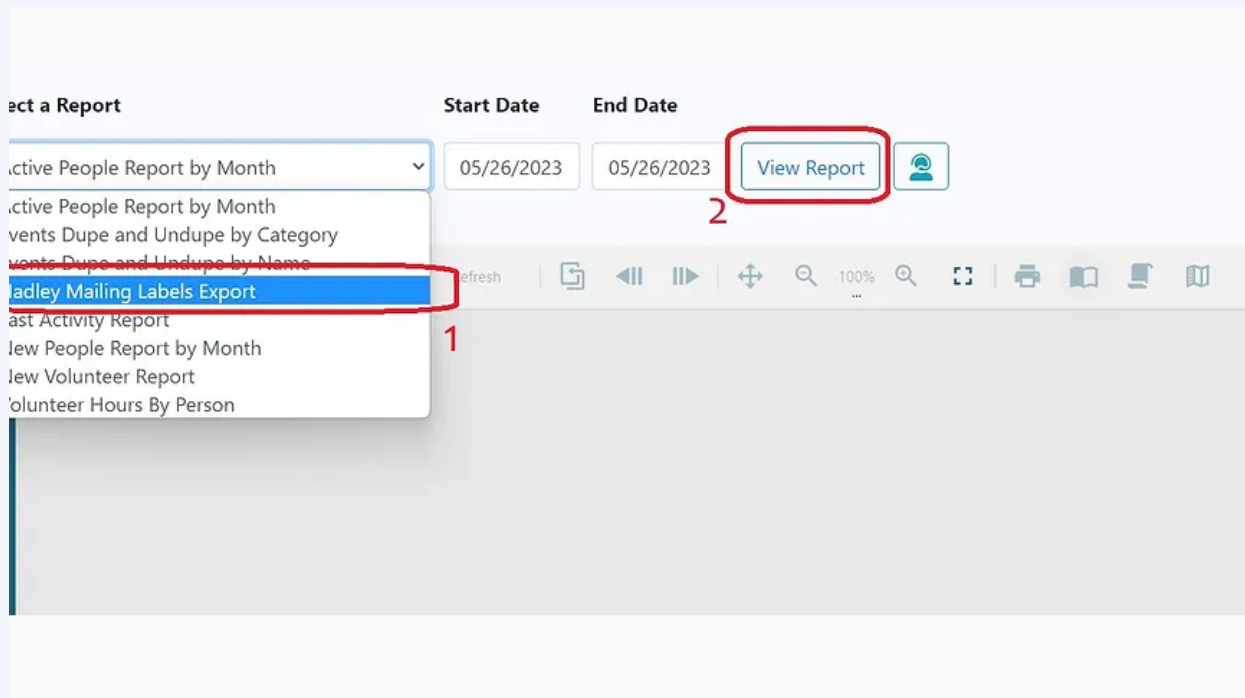 ect a Report
Start Date
End Date
ctive People Report by Month
05/26/2023
05/26/2023
View Report
2
ctive People Report by Month
vents Dupe and Undupe by Category
vents Dupe and Undupe by Name
efresh
100%
...
adley Mailing Labels Export
1
ast Activity Report
ew People Report by Month
ew Volunteer Report
olunteer Hours By Person